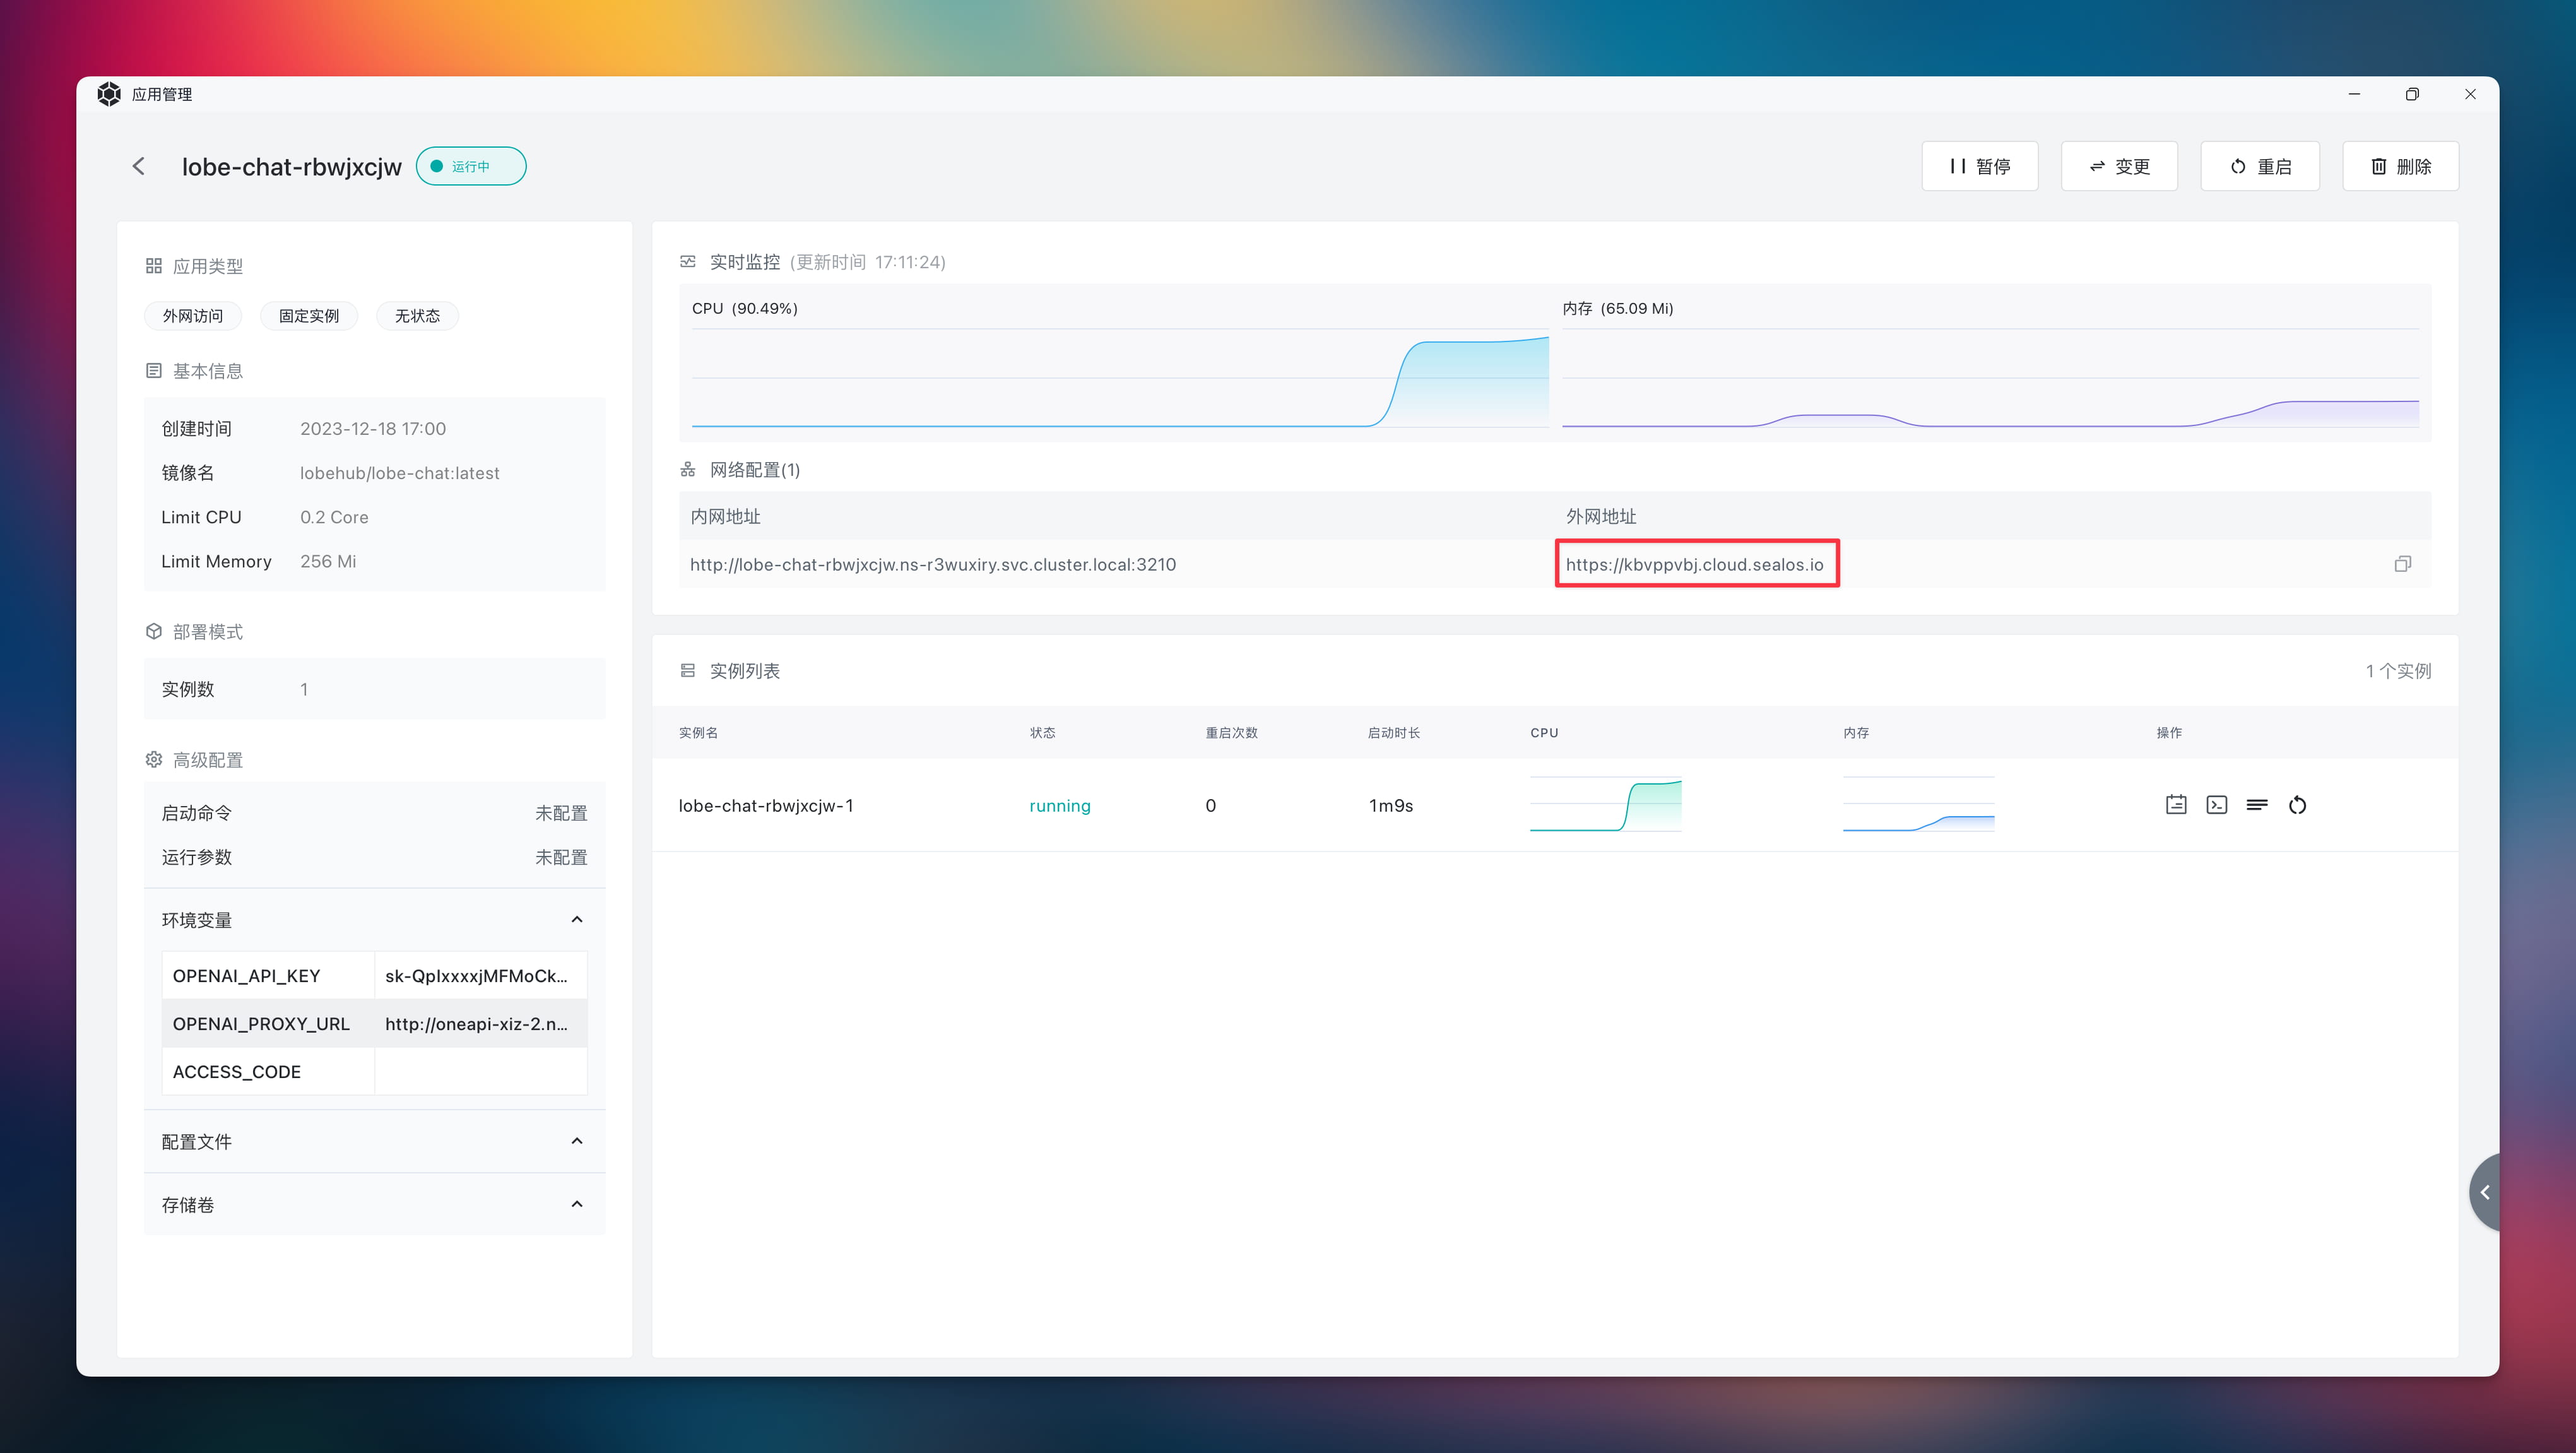 应用管理
lobe-chat-rbwjxcjw 运行中
暂停 变更 重启 删除
应用类型
外网访问 固定实例 无状态
基本信息
创建时间 2023-12-18 17:00
镜像名 lobehub/lobe-chat:latest
Limit CPU 0.2 Core
Limit Memory 256 Mi
部署模式
实例数 1
高级配置
启动命令 未配置
运行参数 未配置
环境变量
OPENAI_API_KEY sk-QpIxxxxjMFMoCk...
OPENAI_PROXY_URL http://oneapi-xiz-2.n...
ACCESS_CODE
配置文件
存储卷
实时监控 (更新时间 17:11:24)
CPU (90.49%)
内存 (65.09 Mi)
网络配置(1)
内网地址 外网地址
http://lobe-chat-rbwjxcjw.ns-r3wuxiry.svc.cluster.local:3210 https://kbvppvbj.cloud.sealos.io
实例列表 1 个实例
实例名 状态 重启次数 启动时长 CPU 内存 操作
lobe-chat-rbwjxcjw-1 running 0 1m9s